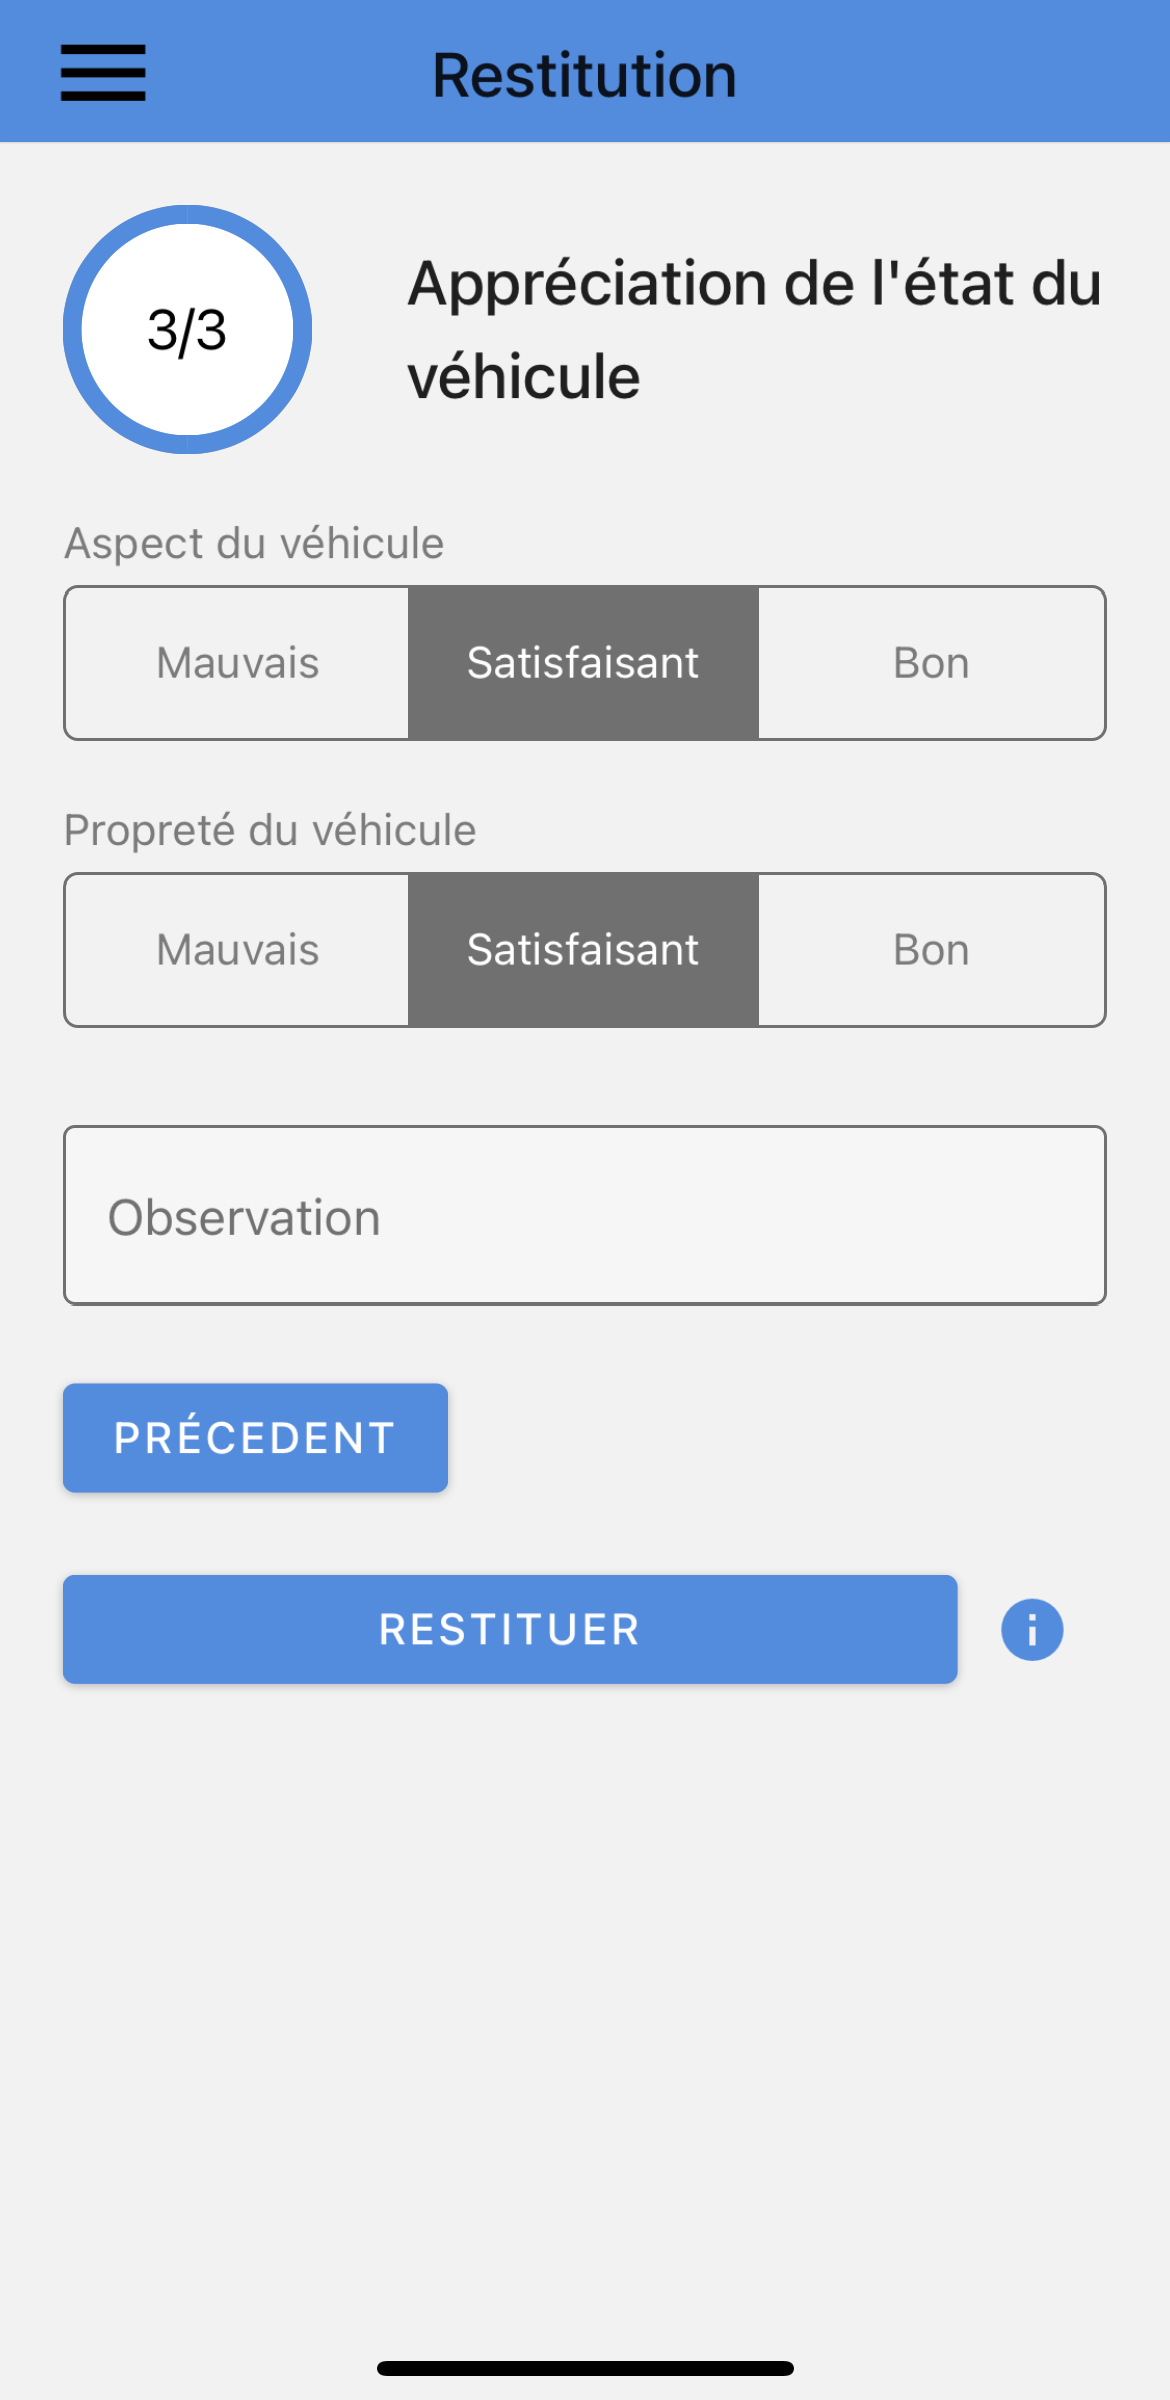 Restitution
3/3
Appréciation de l'état du
véhicule
Aspect du véhicule
Mauvais Satisfaisant Bon
Propreté du véhicule
Mauvais Satisfaisant Bon
Observation
PRÉCEDENT
RESTITUER
i